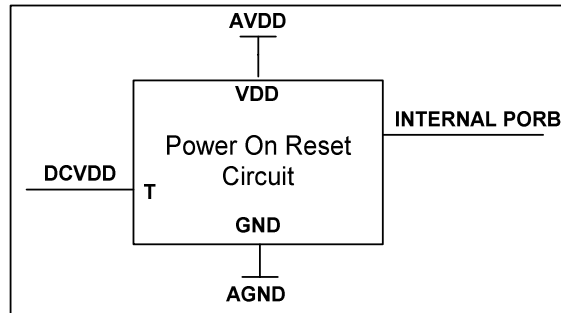 AVDD
VDD
INTERNAL PORB
Power On Reset
Circuit
DCVDD
T
GND
AGND